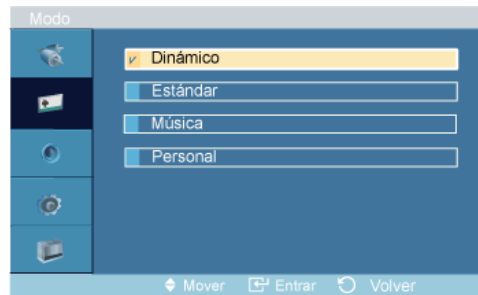 Modo
Dinámico
Estándar
Música
Personal
Mover Entrar Volver